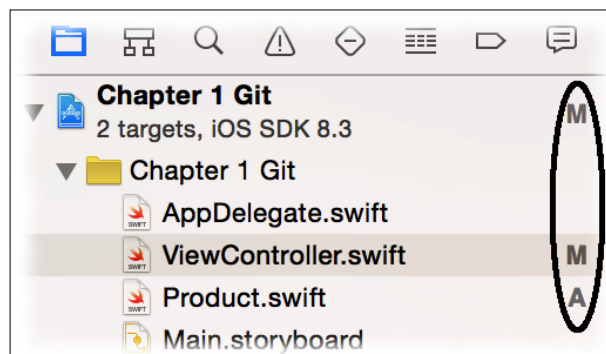 Chapter 1 Git M
2 targets, iOS SDK 8.3
Chapter 1 Git
AppDelegate.swift
ViewController.swift M
Product.swift A
Main.storyboard